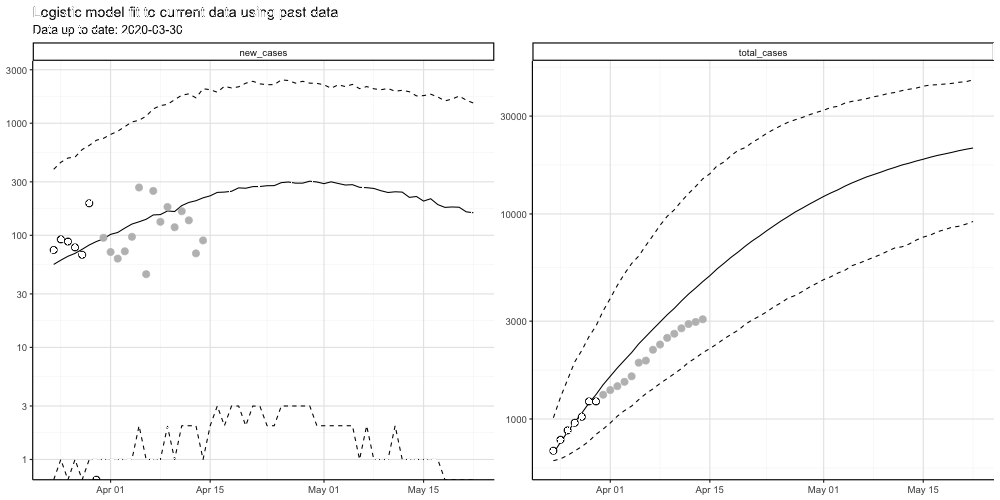 Logistic model fit to current data using past data
Data up to date: 2020-03-30
new_cases
total_cases
3000
1000
300
100
30
10
3
1
Apr 01
Apr 15
May 01
May 15
30000
10000
3000
1000
Apr 01
Apr 15
May 01
May 15